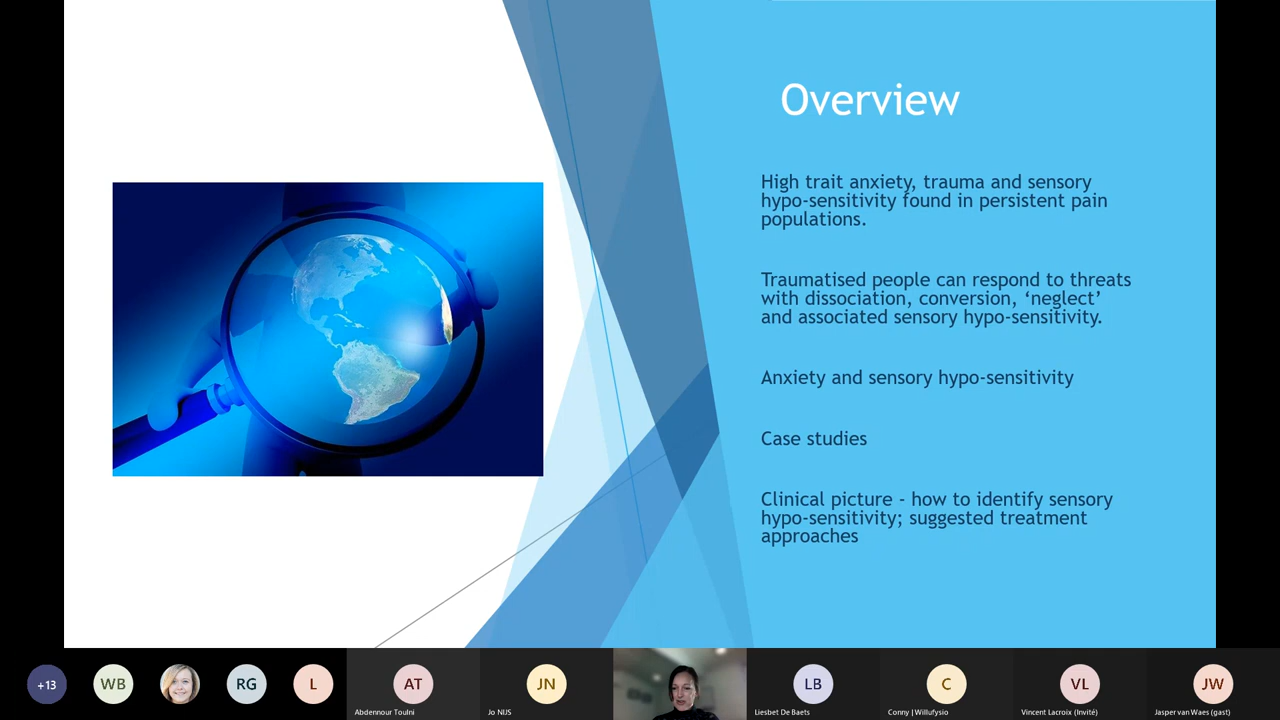 Overview
High trait anxiety, trauma and sensory
hypo-sensitivity found in persistent pain
populations.
Traumatised people can respond to threats
with dissociation, conversion, ‘neglect’
and associated sensory hypo-sensitivity.
Anxiety and sensory hypo-sensitivity
Case studies
Clinical picture - how to identify sensory
hypo-sensitivity; suggested treatment
approaches
+13
WB
RG
L
AT
JN
LB
C
VL
JW
Abdennour Toulni
Jo NIJS
Liesbet De Baets
Conny | Willufysio
Vincent Lacroix (Invité)
Jasper van Waes (gast)